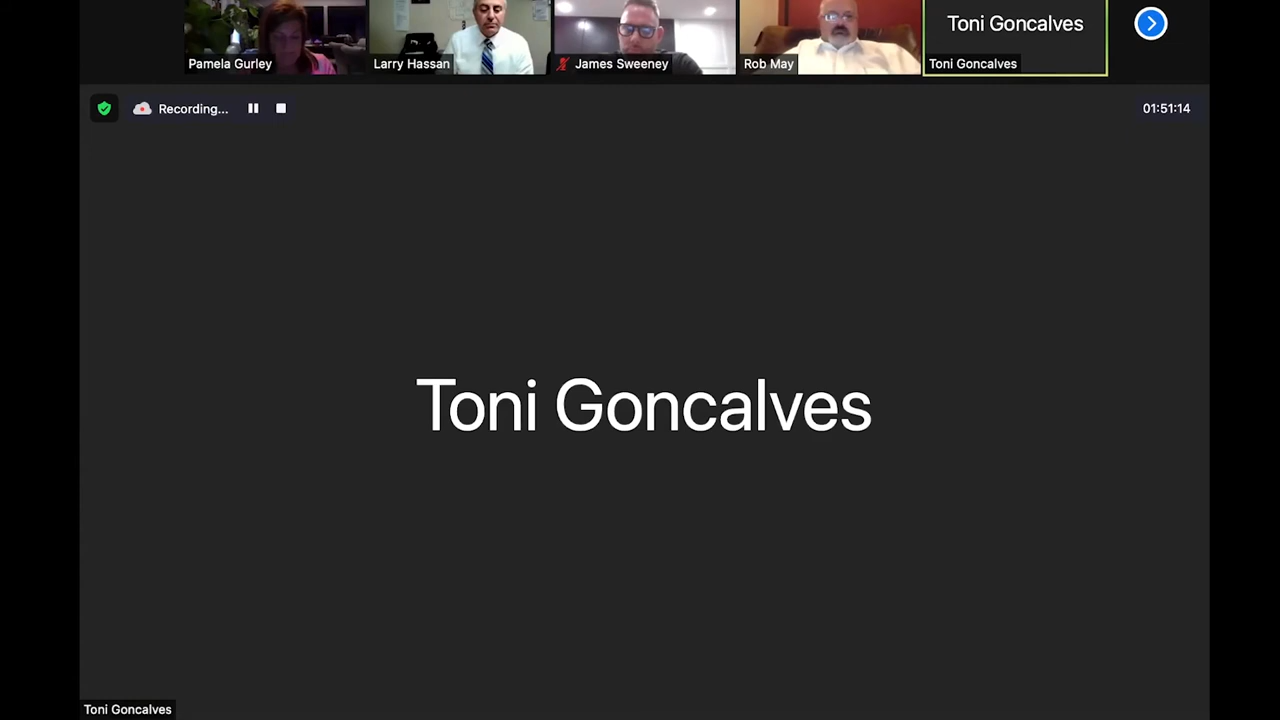 Toni Goncalves
Pamela Gurley
Larry Hassan
James Sweeney
Rob May
Toni Goncalves
Recording...
01:51:14
Toni Goncalves
Toni Goncalves